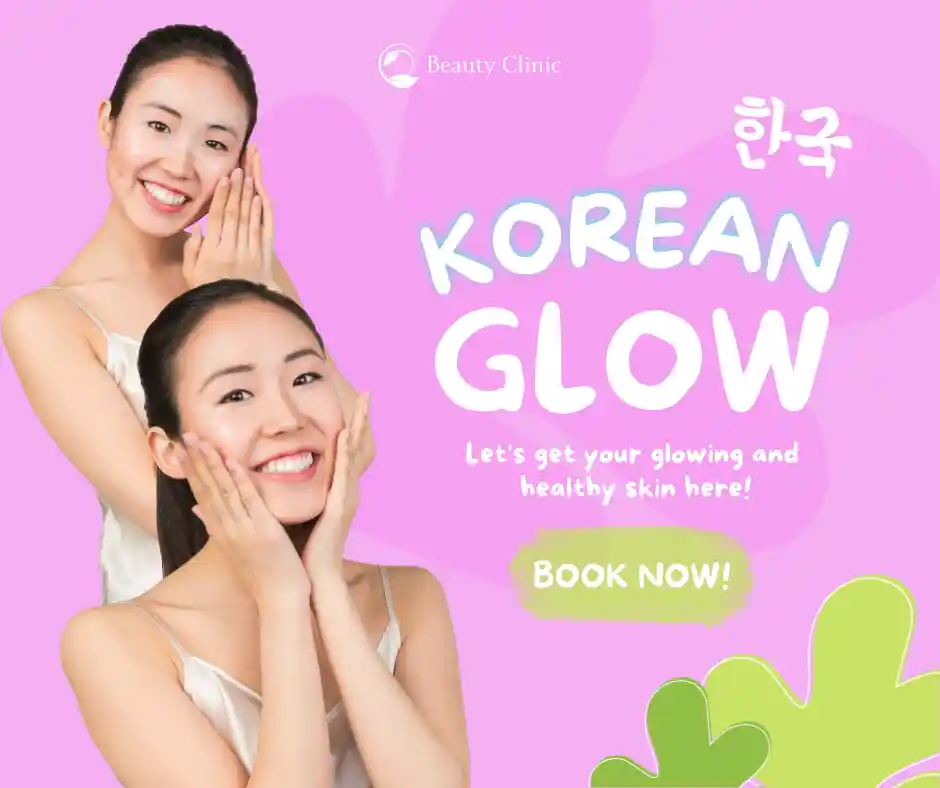 Beauty Clinic
한국
KOREAN
GLOW
Let's get your glowing and
healthy skin here!
BOOK NOW!